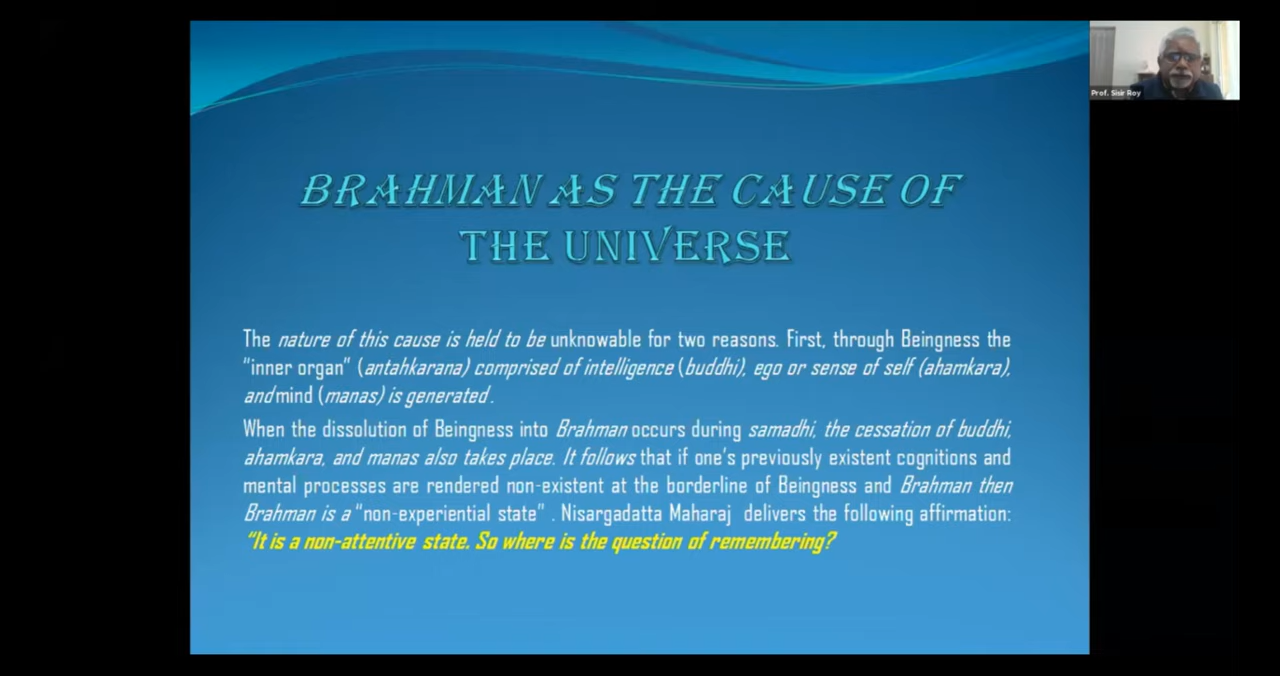 BRAHMAN AS THE CAUSE OF
THE UNIVERSE
The nature of this cause is held to be unknowable for two reasons. First, through Beingness the
"inner organ" (antahkarana) comprised of intelligence (buddhi), ego or sense of self (ahamkara),
andmind (manas) is generated .
When the dissolution of Beingness into Brahman occurs during samadhi, the cessation of buddhi,
ahamkara, and manas also takes place. It follows that if one's previously existent cognitions and
mental processes are rendered non-existent at the borderline of Beingness and Brahman then
Brahman is a "non-experiential state" . Nisargadatta Maharaj delivers the following affirmation:
"It is a non-attentive state. So where is the question of remembering?
Prof. Sisir Roy